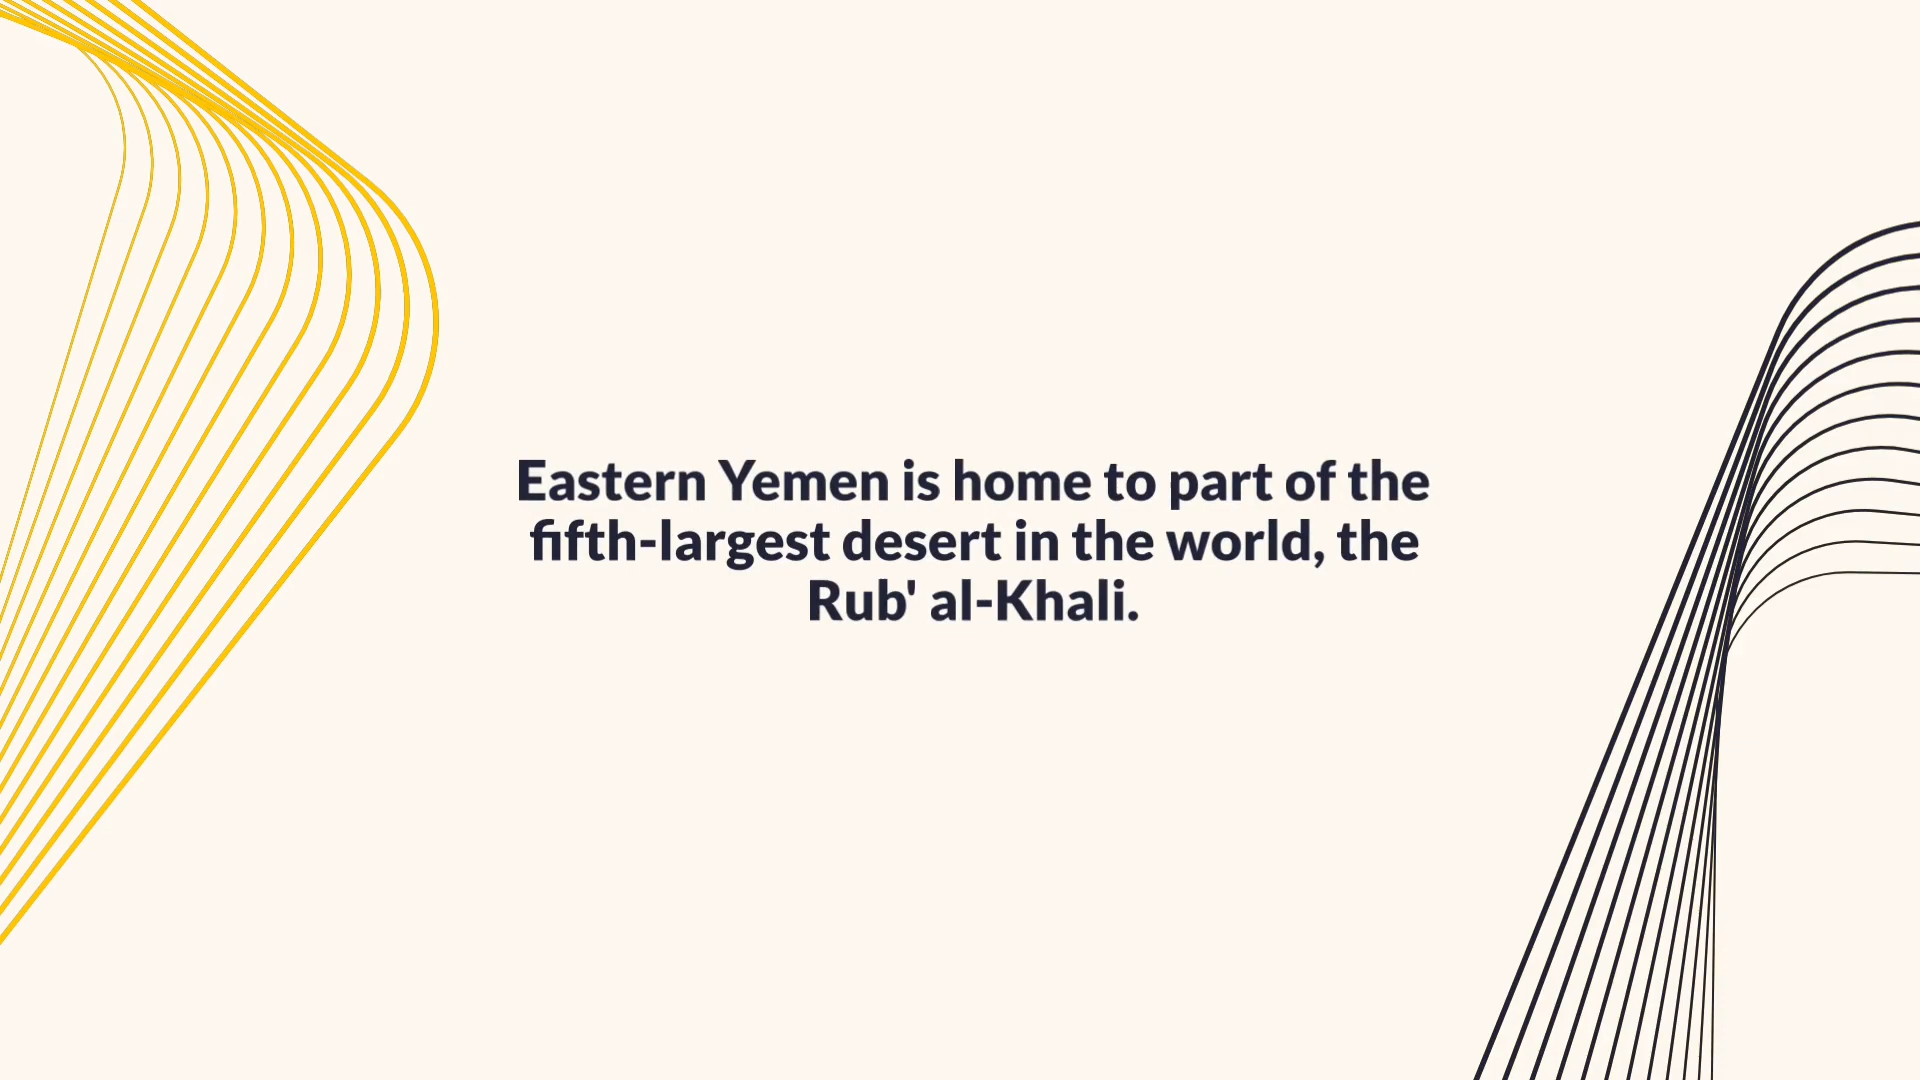 Eastern Yemen is home to part of the
fifth-largest desert in the world, the
Rub' al-Khali.